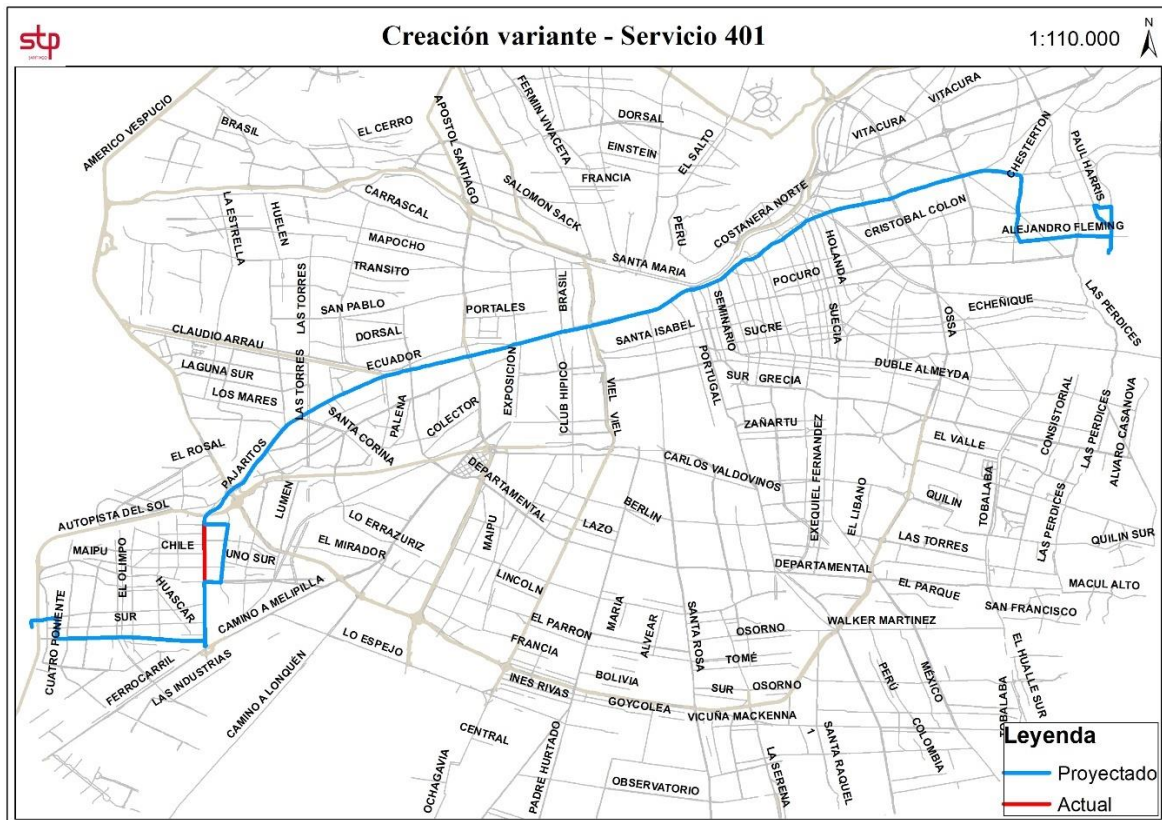 stp
SANTIAGO
Creación variante - Servicio 401
1:110.000
N
AMERICO VESPUCIO
BRASIL
EL CERRO
APOSTOL SANTIAGO
FERMIN VIVACETA
DORSAL
EINSTEIN
FRANCIA
EL SALTO
VITACURA
VITACURA
CHESTERTON
PAUL HARRIS
LA ESTRELLA
HUELEN
CARRASCAL
SALOMON SACK
PERU
COSTANERA NORTE
CRISTOBAL COLON
ALEJANDRO FLEMING
MAPOCHO
TRANSITO
SANTA MARIA
HOLANDA
POCURO
LAS TORRES
SAN PABLO
PORTALES
BRASIL
SEMINARIO
SUCRE
SUECIA
OSSA
ECHEÑIQUE
LAS PERDICES
CLAUDIO ARRAU
DORSAL
ECUADOR
SANTA ISABEL
LAGUNA SUR
LOS MARES
LAS TORRES
EXPOSICION
CLUB HIPICO
VIEL
VIEL
PORTUGAL
SUR
GRECIA
DUBLE ALMEYDA
SANTA CORINA
PALENA
COLECTOR
ZAÑARTU
EL VALLE
CONSISTORIAL
LAS PERDICES
ALVARO CASANOVA
EL ROSAL
PAJARITOS
DEPARTAMENTAL
CARLOS VALDOVINOS
EXEQUIEL FERNANDEZ
EL LIBANO
QUILIN
TOBALABA
LAS PERDICES
AUTOPISTA DEL SOL
LUMEN
LO ERRAZURIZ
MAIPU
LAZO
BERLIN
LAS TORRES
QUILIN SUR
MAIPU
EL OLIMPO
CHILE
UNO SUR
EL MIRADOR
DEPARTAMENTAL
EL PARQUE
MACUL ALTO
HUASCAR
CAMINO A MELIPILLA
LINCOLN
MARIA
SAN FRANCISCO
CUATRO PONIENTE
SUR
EL PARRON
ALVEAR
SANTA ROSA
OSORNO
WALKER MARTINEZ
LO ESPEJO
FRANCIA
TOMÉ
FERROCARRIL
LAS INDUSTRIAS
CAMINO A LONQUÉN
INES RIVAS
BOLIVIA
SUR
OSORNO
PERÚ
MÉXICO
EL HUALLE SUR
GOYCOLEA
VICUÑA MACKENNA
TOBALABA
CENTRAL
1
COLOMBIA
OCHAGAVIA
PADRE HURTADO
OBSERVATORIO
LA SERENA
SANTA RAQUEL
Leyenda
Proyectado
Actual